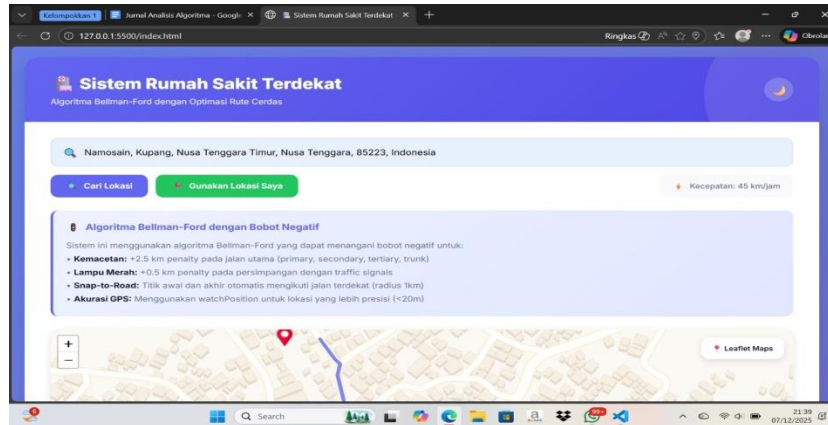 Kelompokkan 1
Jurnal Analisis Algoritma - Google
Sistem Rumah Sakit Terdekat
127.0.0.1:5500/index.html
Ringkas
Obrolan
Sistem Rumah Sakit Terdekat
Algoritma Bellman-Ford dengan Optimasi Rute Cerdas
Namosain, Kupang, Nusa Tenggara Timur, Nusa Tenggara, 85223, Indonesia
Cari Lokasi
Gunakan Lokasi Saya
Kecepatan: 45 km/jam
Algoritma Bellman-Ford dengan Bobot Negatif
Sistem ini menggunakan algoritma Bellman-Ford yang dapat menangani bobot negatif untuk:
• Kemacetan: +2.5 km penalty pada jalan utama (primary, secondary, tertiary, trunk)
• Lampu Merah: +0.5 km penalty pada persimpangan dengan traffic signals
• Snap-to-Road: Titik awal dan akhir otomatis mengikuti jalan terdekat (radius 1km)
• Akurasi GPS: Menggunakan watchPosition untuk lokasi yang lebih presisi (<20m)
+
−
Leaflet Maps
Search
21:39
07/12/2025